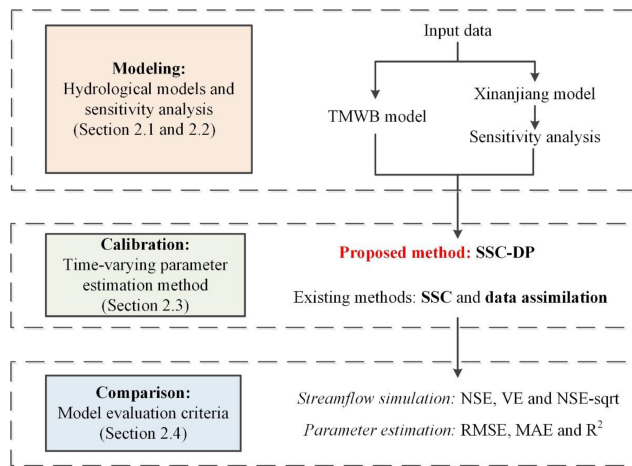 Input data
Modeling:
Hydrological models and
sensitivity analysis
(Section 2.1 and 2.2)
TMWB model
Xinanjiang model
Sensitivity analysis
Calibration:
Time-varying parameter
estimation method
(Section 2.3)
Proposed method: SSC-DP
Existing methods: SSC and data assimilation
Comparison:
Model evaluation criteria
(Section 2.4)
Streamflow simulation: NSE, VE and NSE-sqrt
Parameter estimation: RMSE, MAE and R²